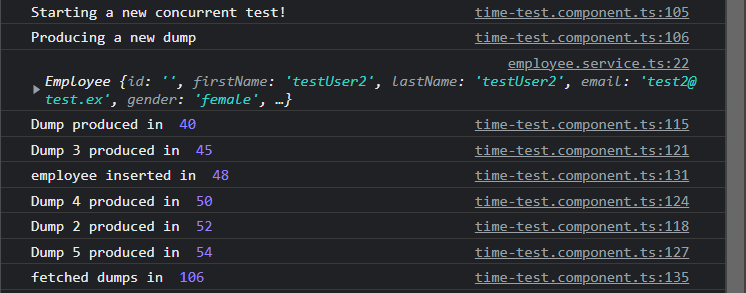 Starting a new concurrent test! time-test.component.ts:105
Producing a new dump time-test.component.ts:106
employee.service.ts:22
Employee {id: '', firstName: 'testUser2', lastName: 'testUser2', email: 'test2@
test.ex', gender: 'female', …}
Dump produced in 40 time-test.component.ts:115
Dump 3 produced in 45 time-test.component.ts:121
employee inserted in 48 time-test.component.ts:131
Dump 4 produced in 50 time-test.component.ts:124
Dump 2 produced in 52 time-test.component.ts:118
Dump 5 produced in 54 time-test.component.ts:127
fetched dumps in 106 time-test.component.ts:135